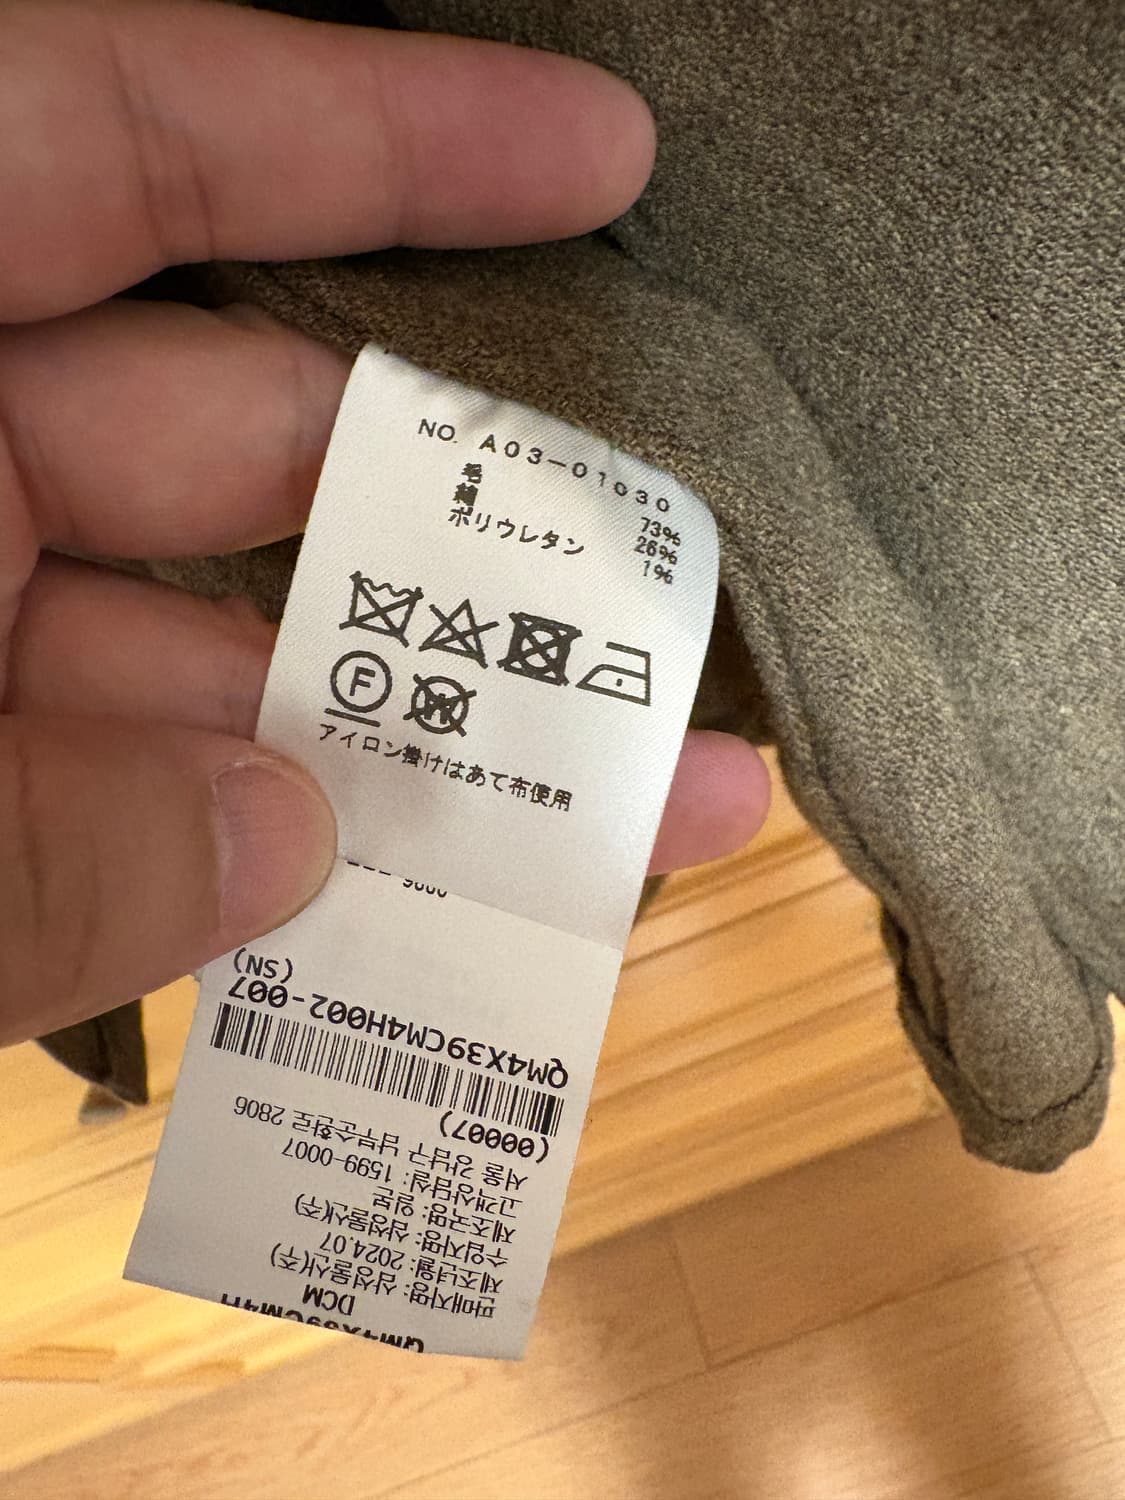 NO. A03-01030
毛 73%
綿 26%
ポリウレタン 1%
F
W
アイロン掛けはあて布使用
DCM
판매자명: 삼성물산(주)
제조년월: 2024.07
수입자명: 삼성물산(주)
제조국명: 일본
고객상담실: 1599-0007
서울 강남구 남부순환로 2806
(00007)
QM4X39CM4H002-007
(SN)